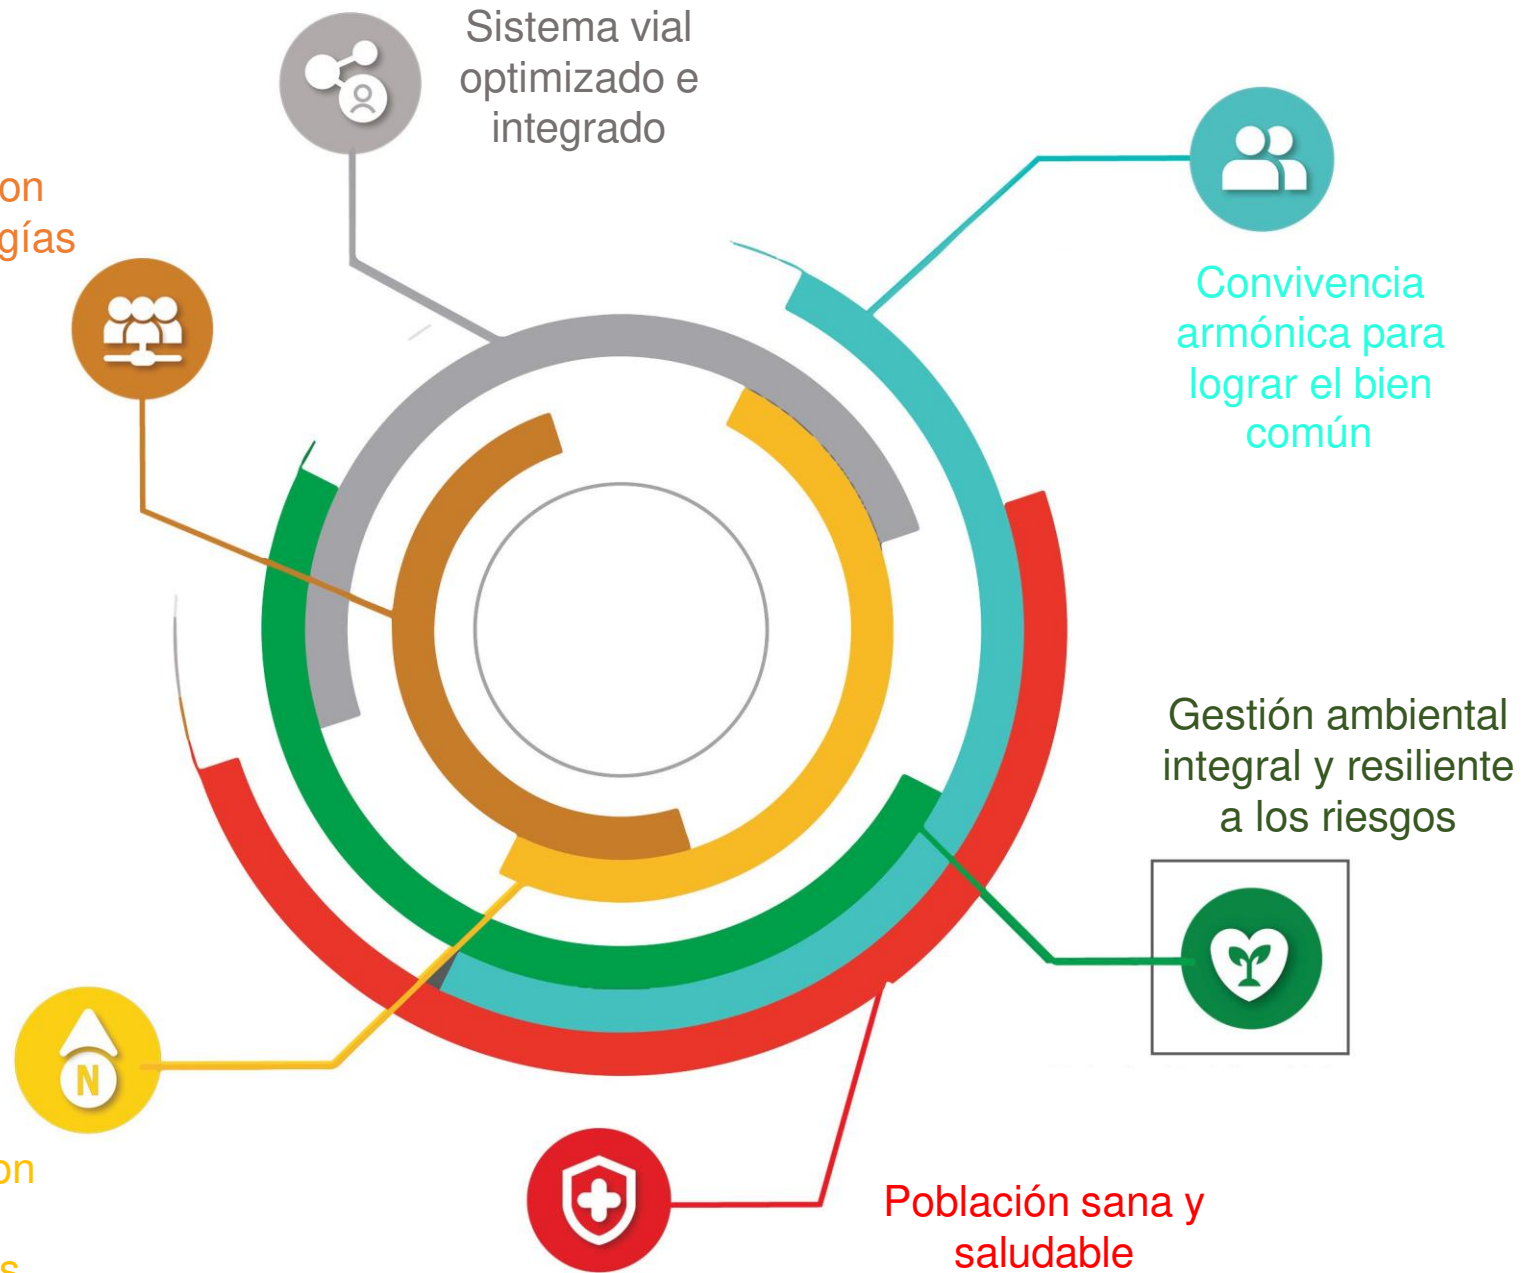 Sistema vial
optimizado e
integrado
on
gías
Convivencia
armónica para
lograr el bien
común
Gestión ambiental
integral y resiliente
a los riesgos
N
on
s
Población sana y
saludable